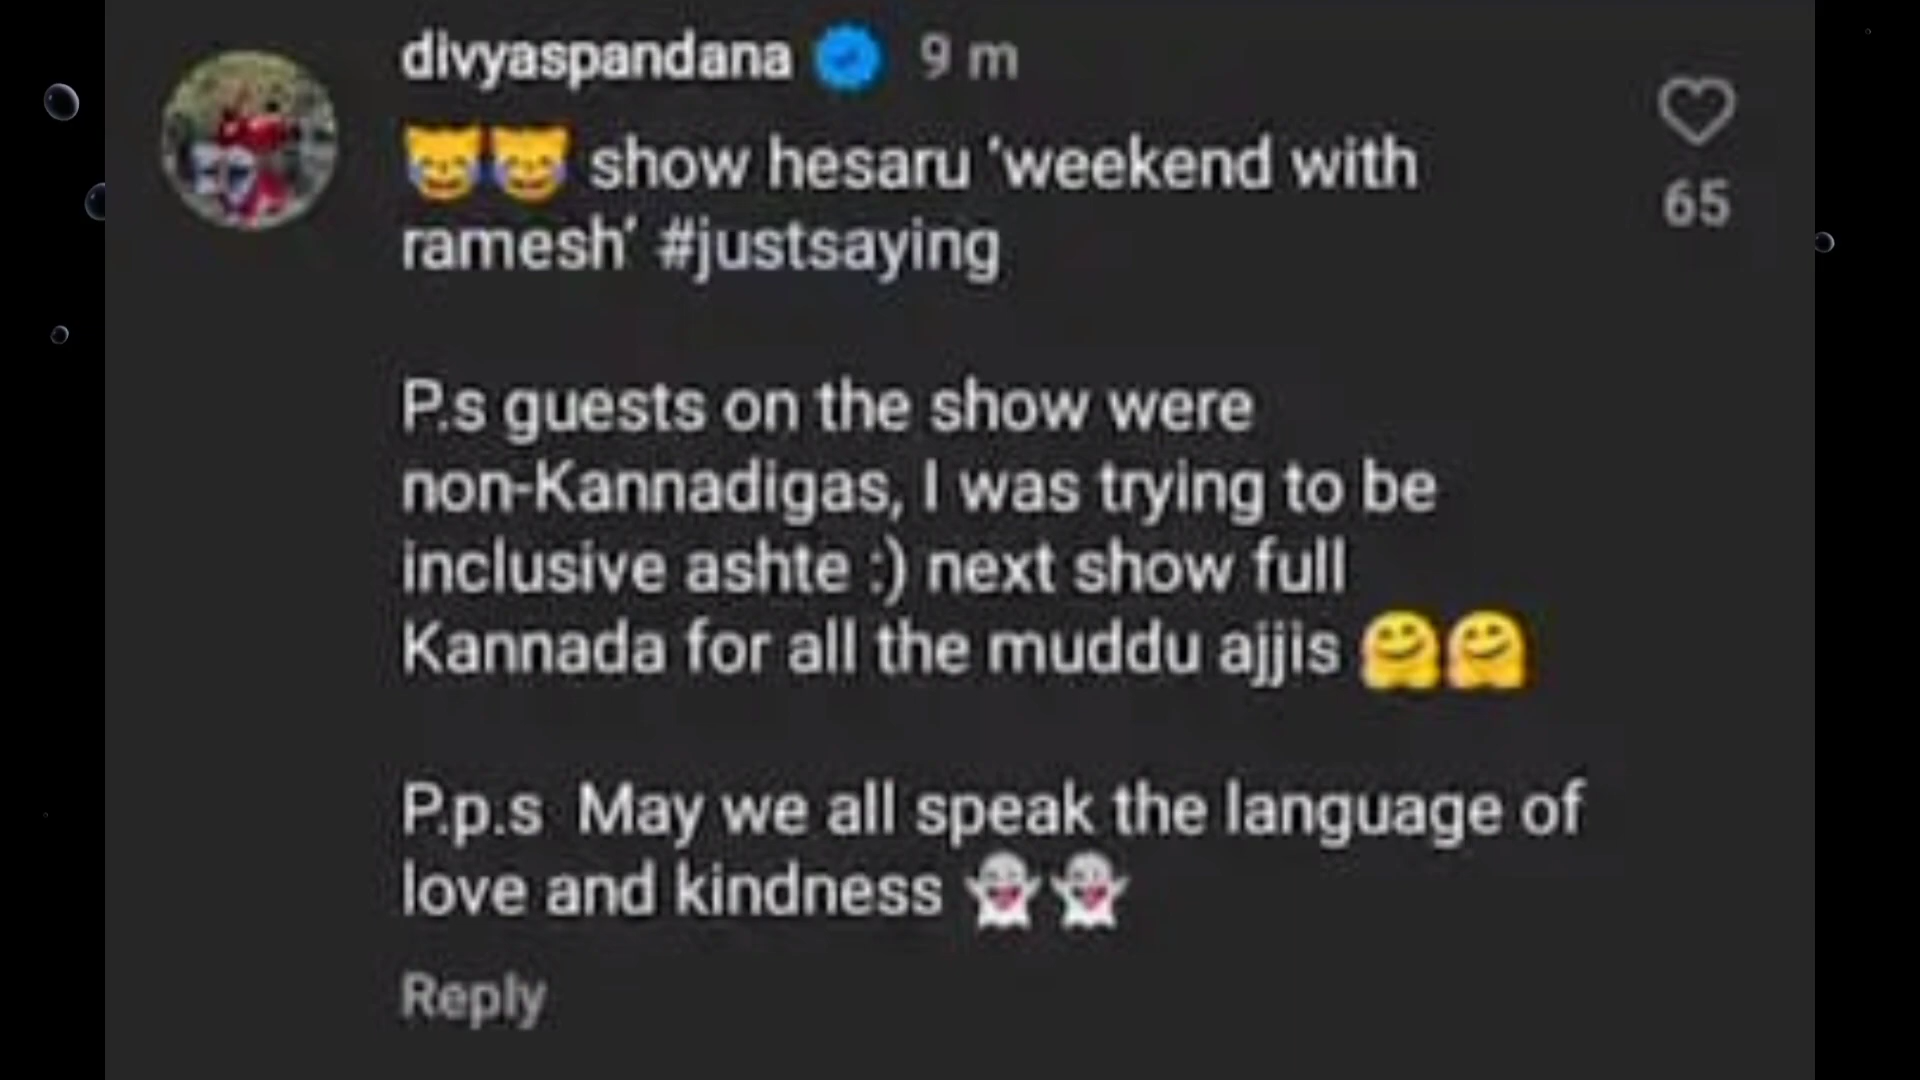 divyaspandana 9 m
😹😹 show hesaru ‘weekend with
ramesh’ #justsaying
65
P.s guests on the show were
non-Kannadigas, I was trying to be
inclusive ashte :) next show full
Kannada for all the muddu ajjis 🤗🤗
P.p.s  May we all speak the language of
love and kindness 👻👻
Reply